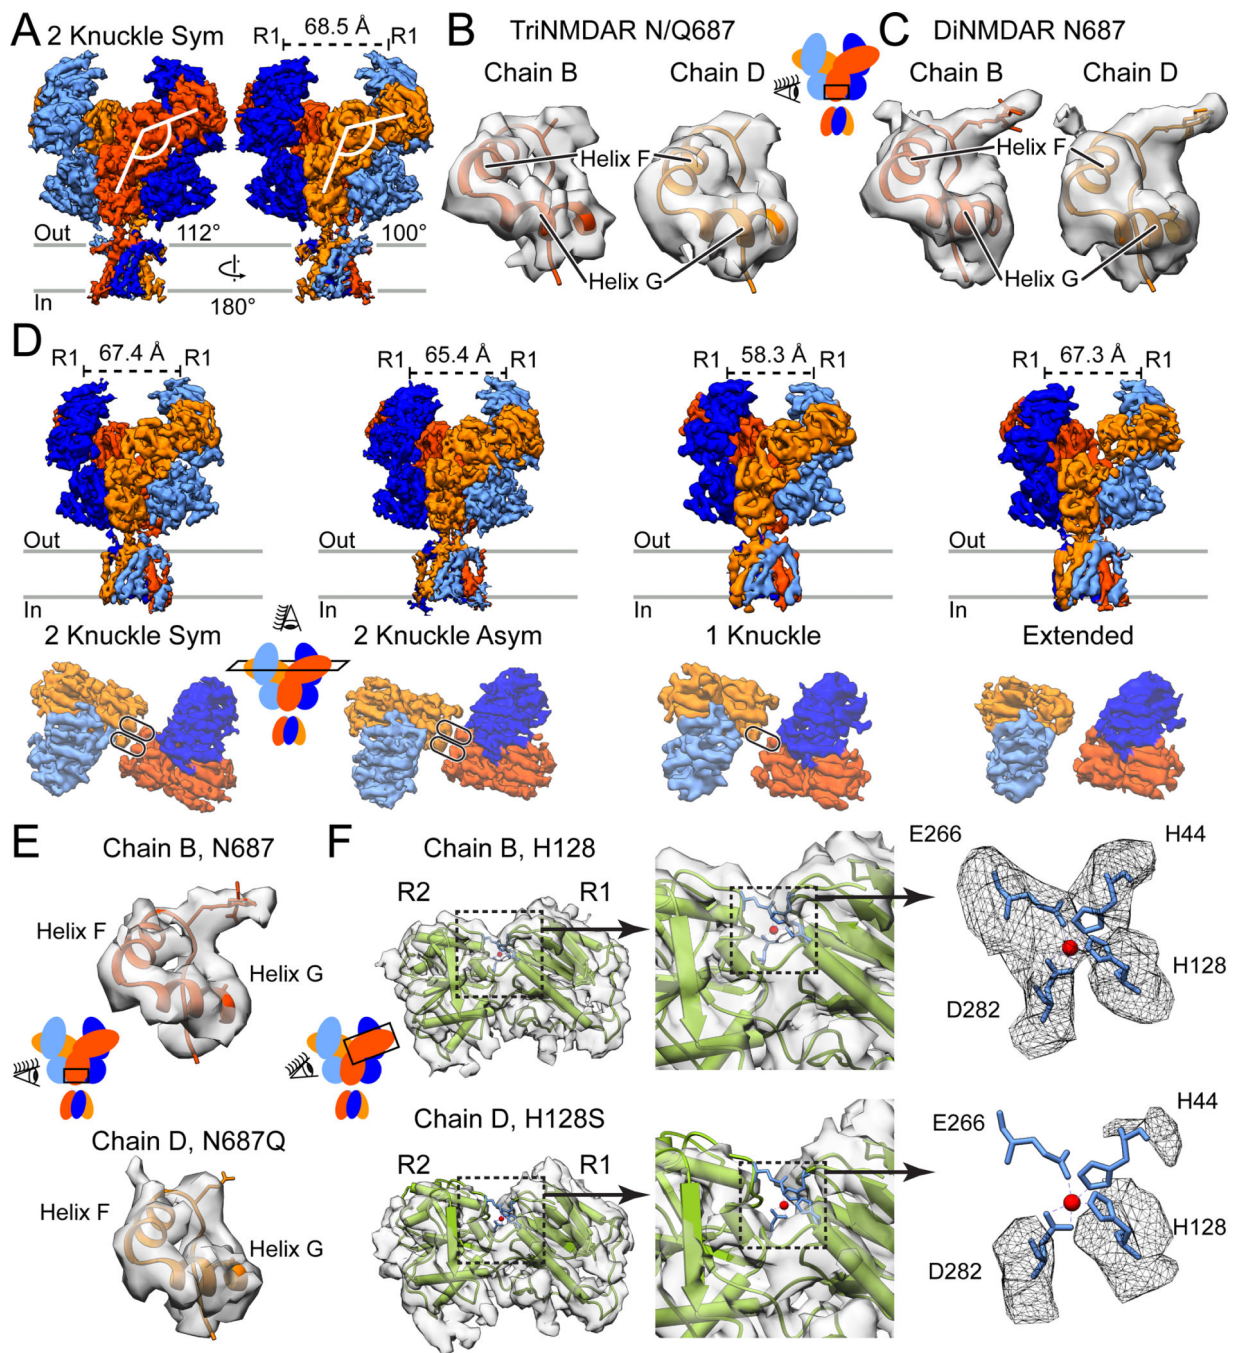 A
2 Knuckle Sym
R1 68.5 Å R1
Out
In
112°
180°
100°
B
TriNMDAR N/Q687
Chain B
Chain D
Helix F
Helix G
C
DiNMDAR N687
Chain B
Chain D
Helix F
Helix G
D
R1 67.4 Å R1
R1 65.4 Å R1
R1 58.3 Å R1
R1 67.3 Å R1
Out
In
Out
In
Out
In
Out
In
2 Knuckle Sym
2 Knuckle Asym
1 Knuckle
Extended
E
Chain B, N687
Helix F
Helix G
Chain D, N687Q
Helix F
Helix G
F
Chain B, H128
R2
R1
E266
H44
H128
D282
Chain D, H128S
R2
R1
E266
H44
H128
D282